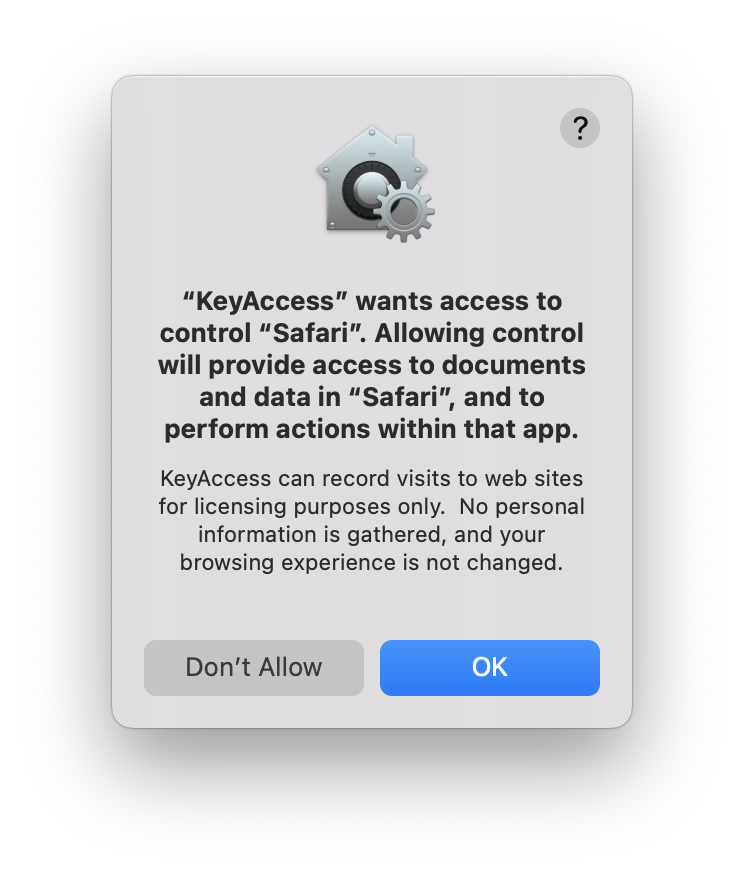 ?
“KeyAccess” wants access to
control “Safari”. Allowing control
will provide access to documents
and data in “Safari”, and to
perform actions within that app.
KeyAccess can record visits to web sites
for licensing purposes only.  No personal
information is gathered, and your
browsing experience is not changed.
Don’t Allow
OK